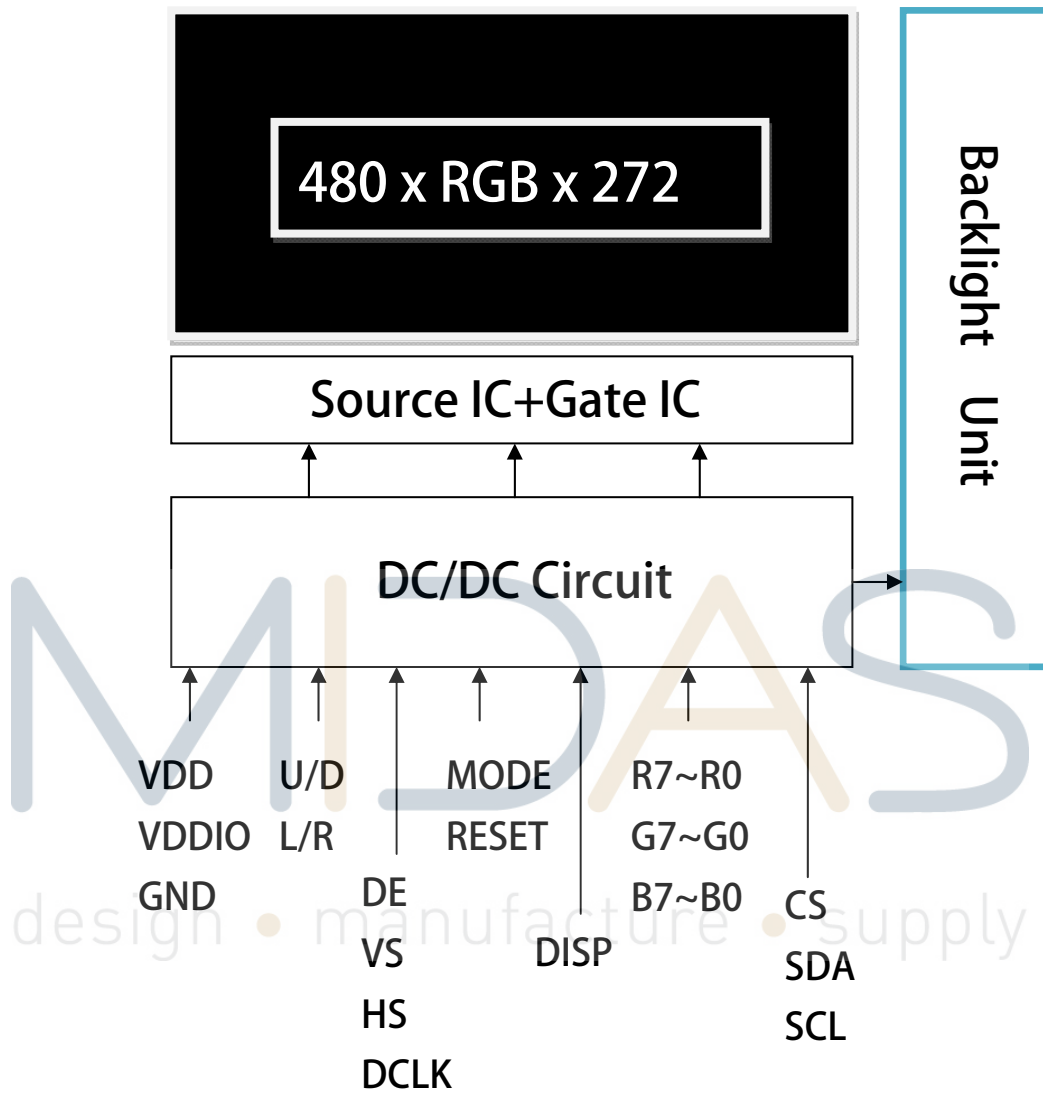 480 x RGB x 272
Backlight Unit
Source IC+Gate IC
DC/DC Circuit
MIDAS
design • manufacture • supply
VDD
VDDIO
GND
U/D
L/R
DE
VS
HS
DCLK
MODE
RESET
DISP
R7~R0
G7~G0
B7~B0
CS
SDA
SCL